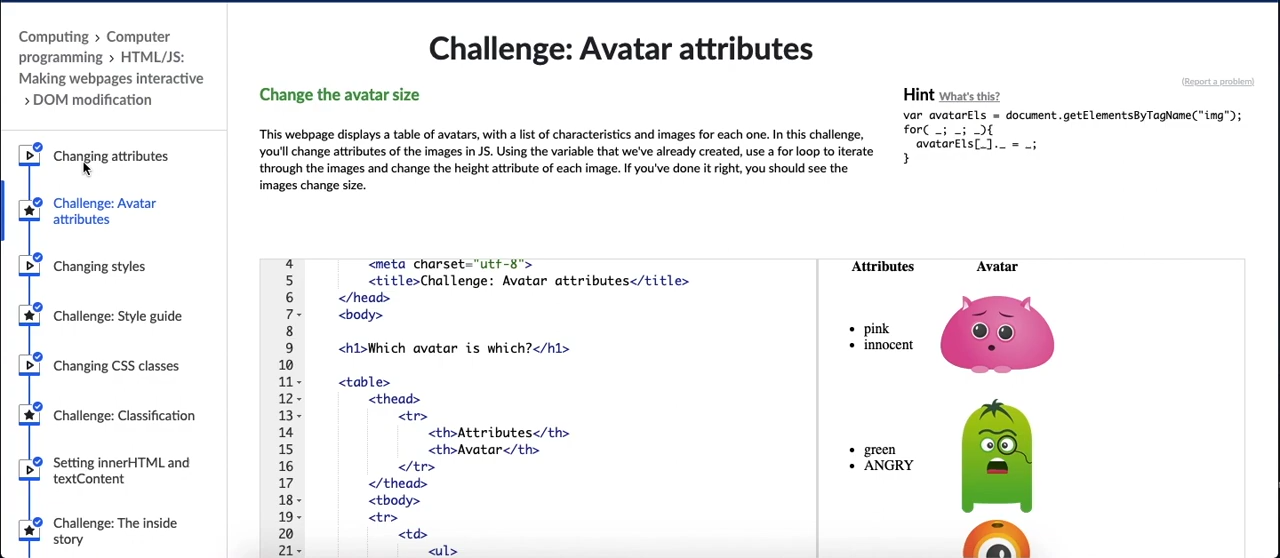 Computing › Computer
programming › HTML/JS:
Making webpages interactive
› DOM modification
Changing attributes
Challenge: Avatar
attributes
Changing styles
Challenge: Style guide
Changing CSS classes
Challenge: Classification
Setting innerHTML and
textContent
Challenge: The inside
story
Challenge: Avatar attributes
(Report a problem)
Change the avatar size
This webpage displays a table of avatars, with a list of characteristics and images for each one. In this challenge,
you'll change attributes of the images in JS. Using the variable that we've already created, use a for loop to iterate
through the images and change the height attribute of each image. If you've done it right, you should see the
images change size.
Hint What's this?
var avatarEls = document.getElementsByTagName("img");
for( _; _; _){
avatarEls[_]._ = _;
}
4 <meta charset="utf-8">
5 <title>Challenge: Avatar attributes</title>
6 </head>
7 <body>
8
9 <h1>Which avatar is which?</h1>
10
11 <table>
12 <thead>
13 <tr>
14 <th>Attributes</th>
15 <th>Avatar</th>
16 </tr>
17 </thead>
18 <tbody>
19 <tr>
20 <td>
21 <ul>
Attributes Avatar
• pink
• innocent
• green
• ANGRY